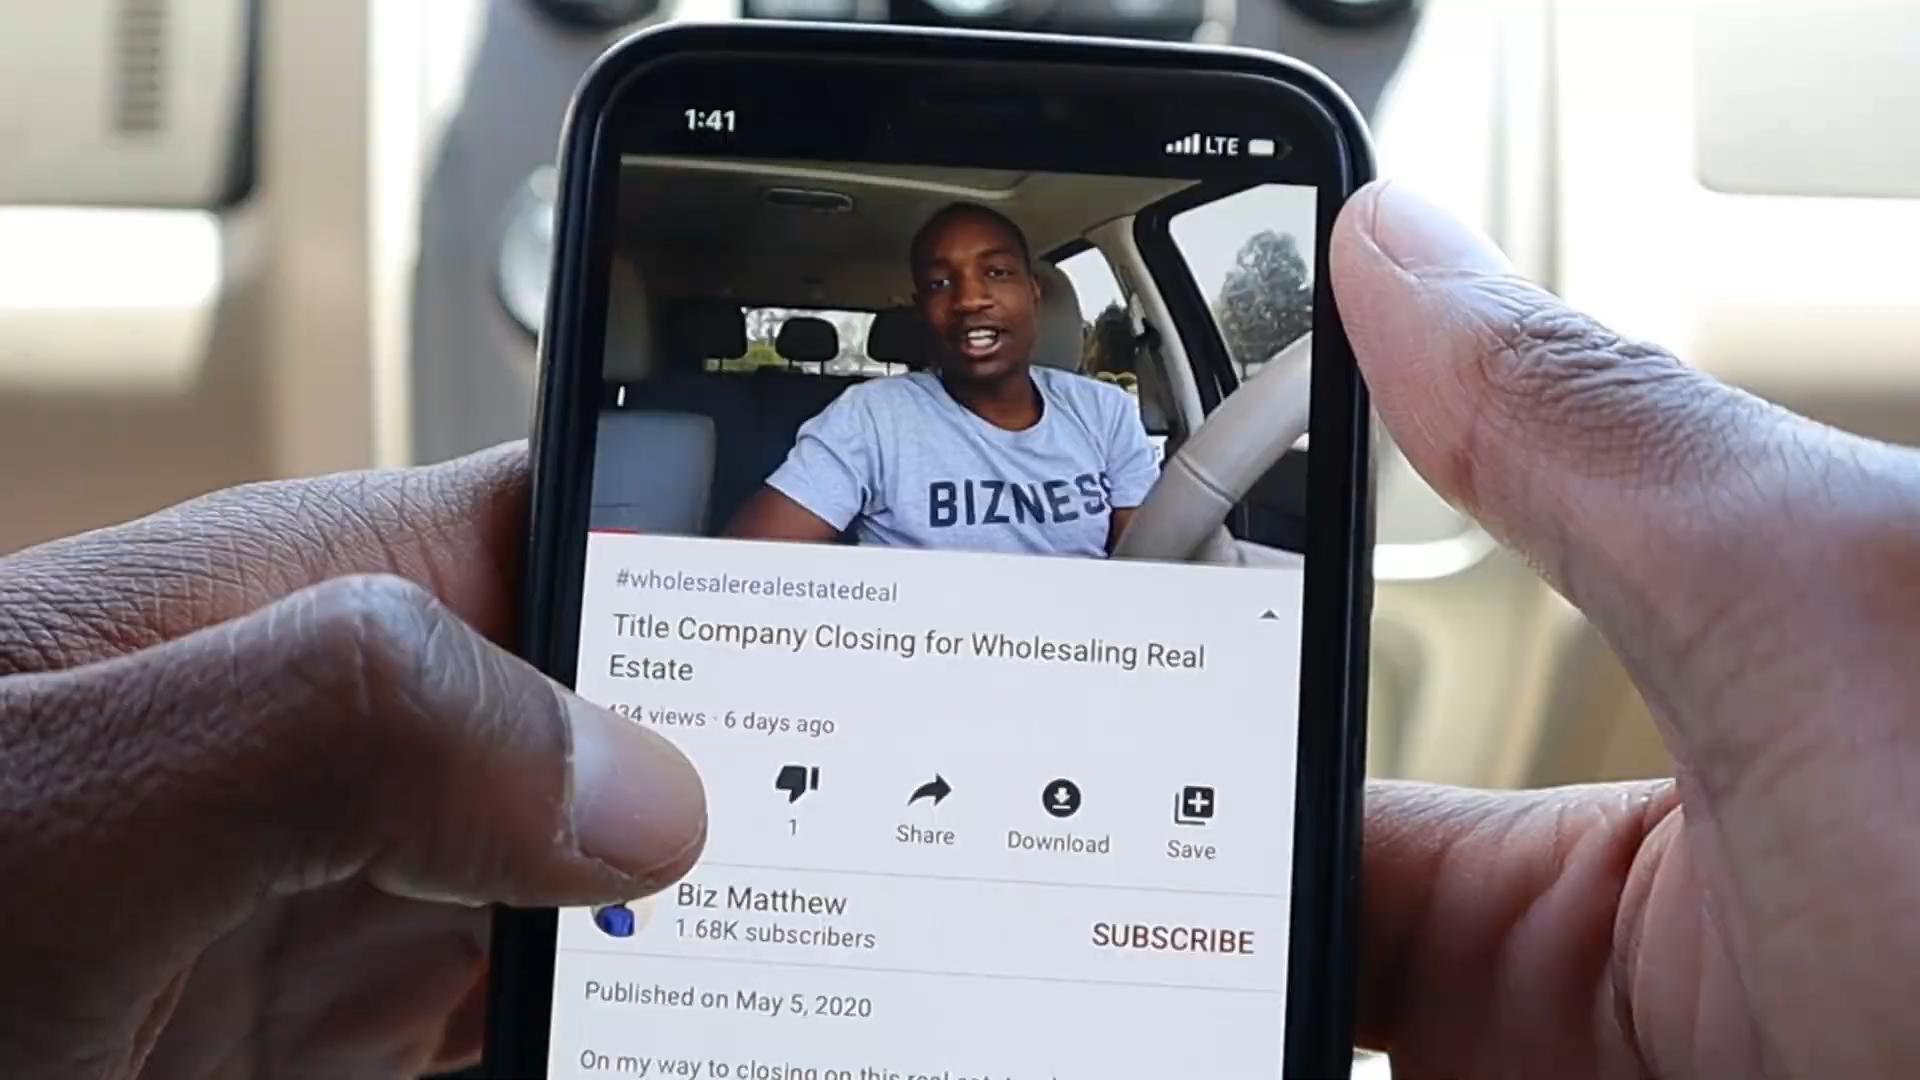 1:41
LTE
BIZNESS
#wholesalerealestatedeal
Title Company Closing for Wholesaling Real
Estate
views · 6 days ago
1
Share
Download
Save
Biz Matthew
1.68K subscribers
SUBSCRIBE
Published on May 5, 2020
On my way to closing on this real